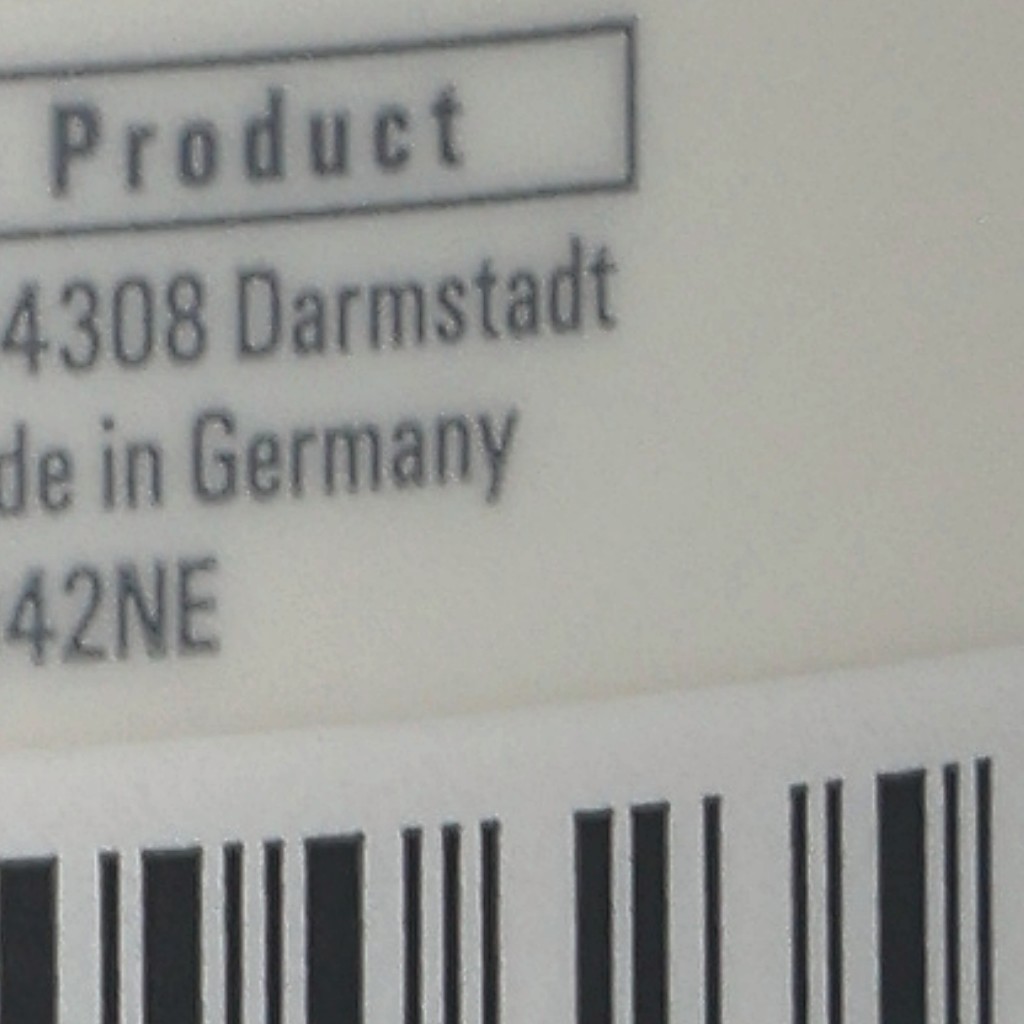 Product
4308 Darmstadt
de in Germany
42NE